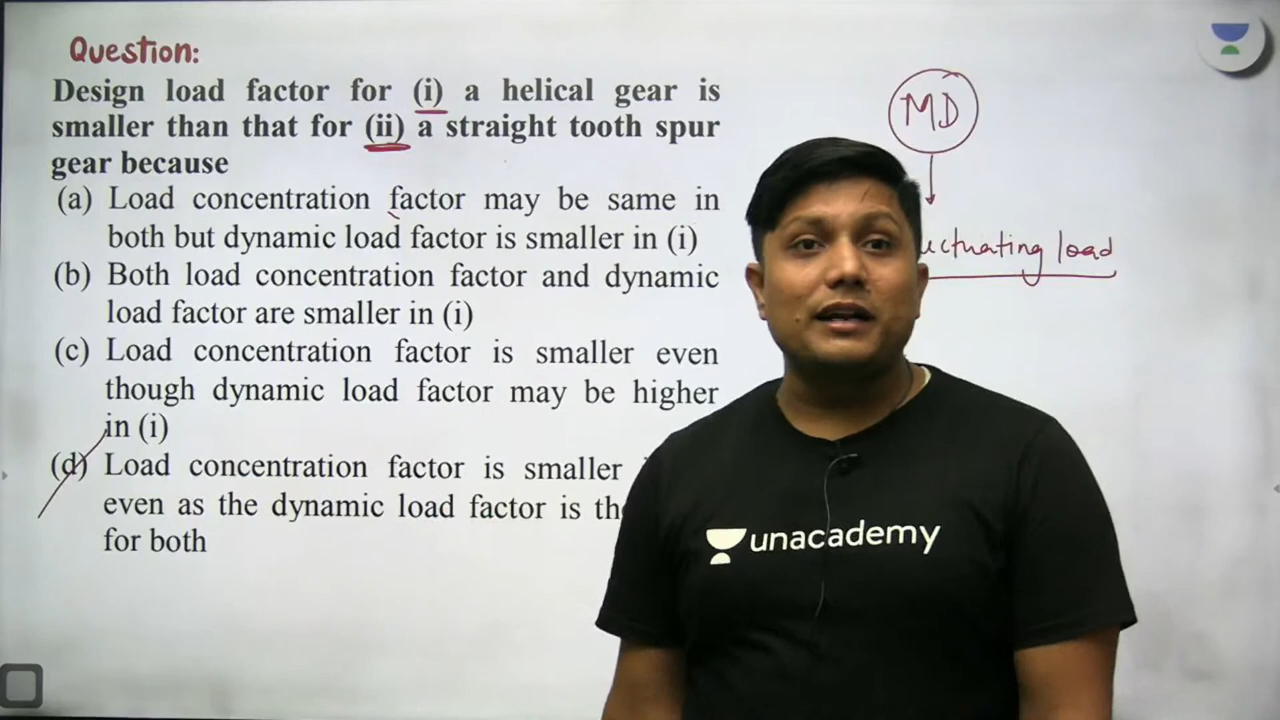 Question:
Design load factor for (i) a helical gear is
smaller than that for (ii) a straight tooth spur
gear because
(a) Load concentration factor may be same in
both but dynamic load factor is smaller in (i)
(b) Both load concentration factor and dynamic
load factor are smaller in (i)
(c) Load concentration factor is smaller even
though dynamic load factor may be higher
in (i)
(d) Load concentration factor is smaller
even as the dynamic load factor is
for both
MD
load
unacademy